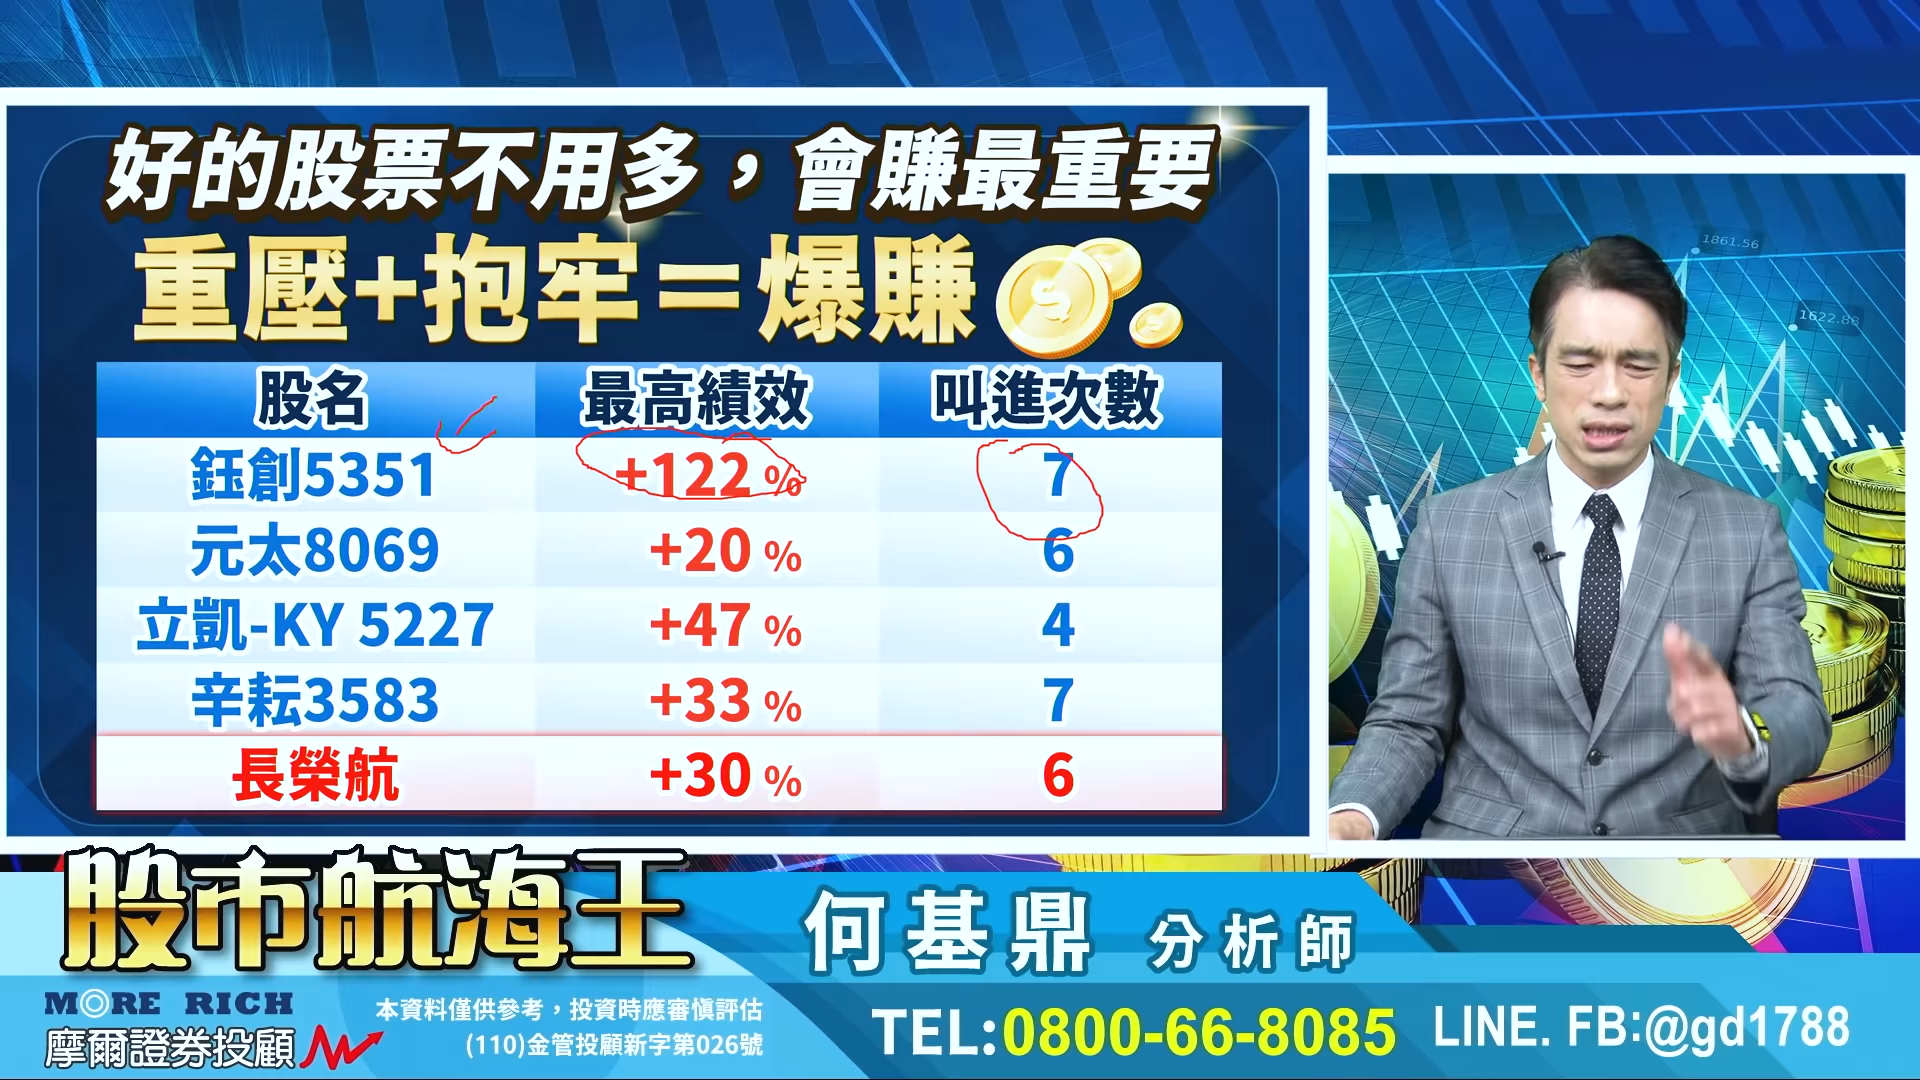 好的股票不用多，會賺最重要
重壓+抱牢＝爆賺
股名 最高績效 叫進次數
鈺創5351 +122 % 7
元太8069 +20 % 6
立凱-KY 5227 +47 % 4
辛耘3583 +33 % 7
長榮航 +30 % 6
1861.56
1622.88
股市航海王
何基鼎 分析師
MORE RICH
摩爾證券投顧
本資料僅供參考，投資時應審慎評估
(110)金管投顧新字第026號
TEL:0800-66-8085
LINE. FB:@gd1788